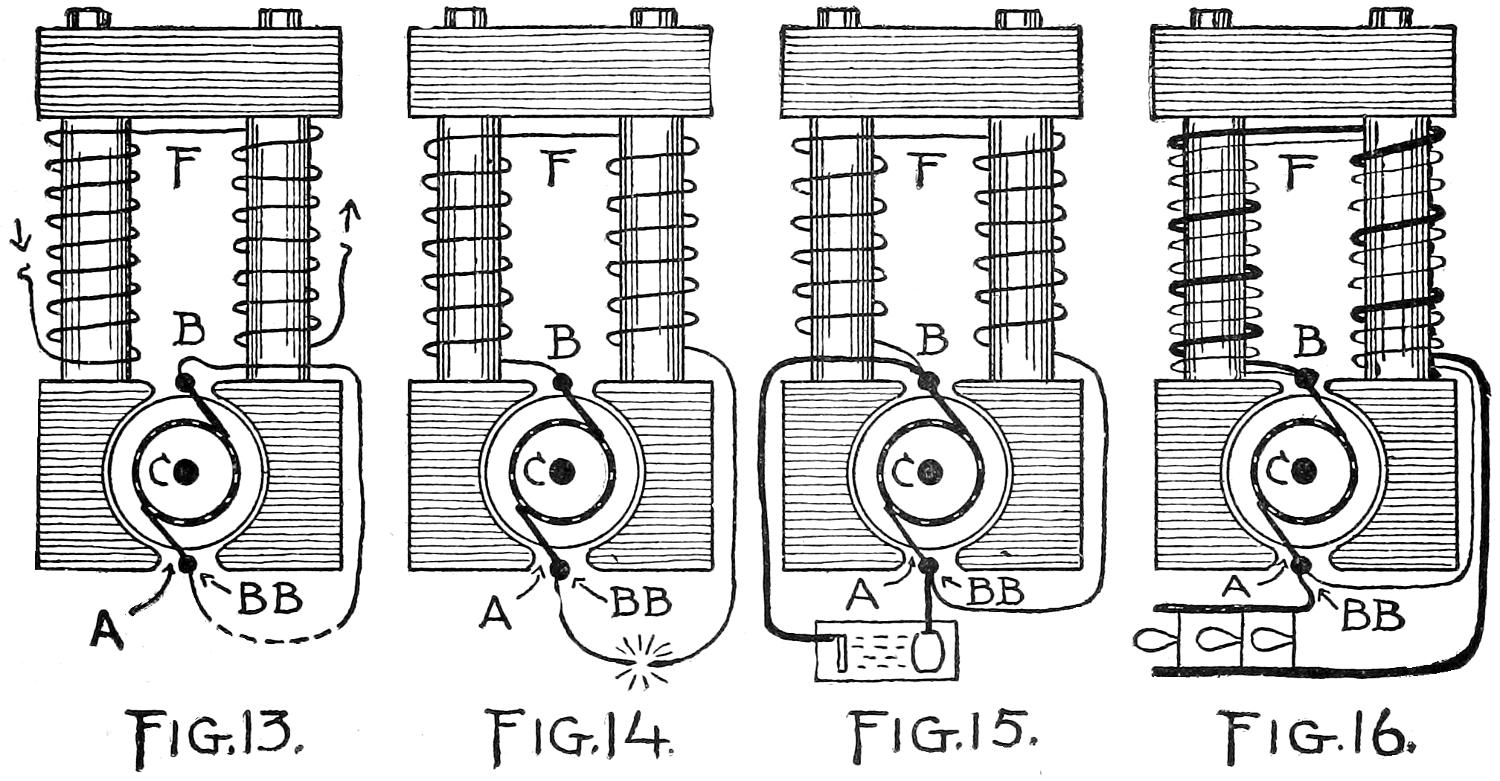 F F F F
B B B B
C C C C
A BB A BB A BB A BB
FIG.13. FIG.14. FIG.15. FIG.16.